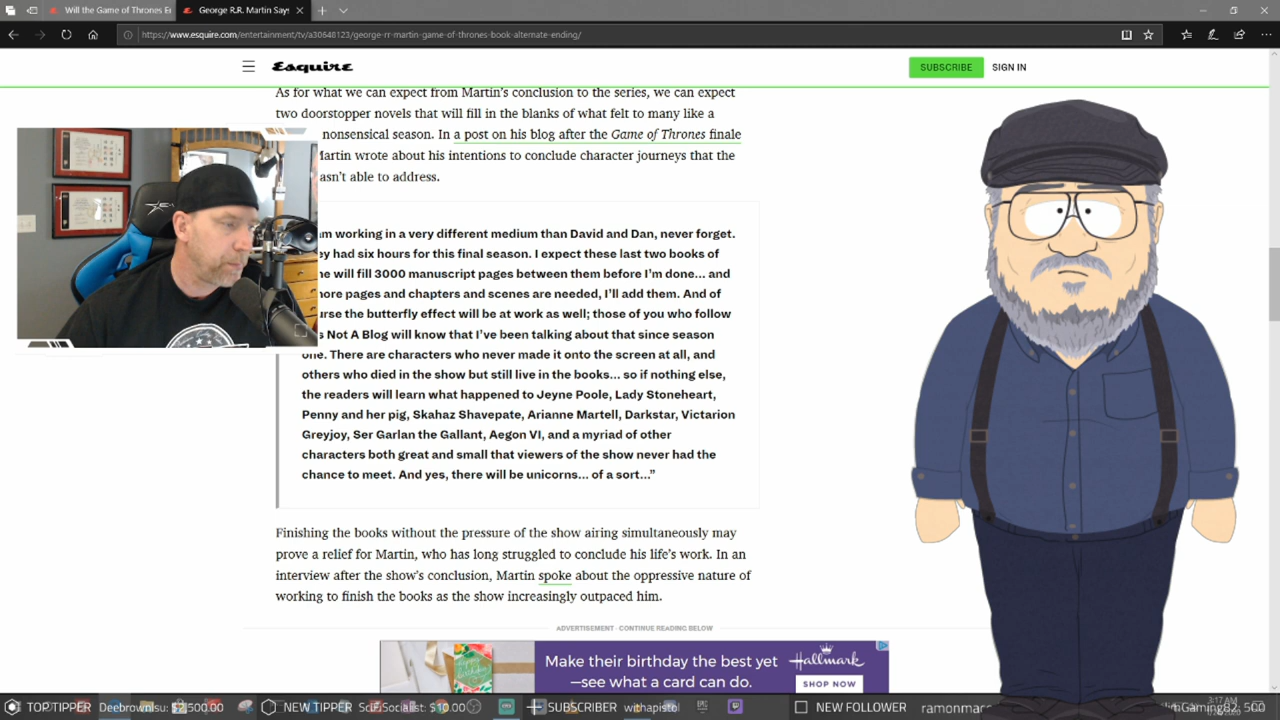 Will the Game of Thrones E
George R.R. Martin Says
https://www.esquire.com/entertainment/tv/a30648123/george-rr-martin-game-of-thrones-book-alternate-ending/
Esquire
SUBSCRIBE
SIGN IN
As for what we can expect from Martin's conclusion to the series, we can expect
two doorstopper novels that will fill in the blanks of what felt to many like a
nonsensical season. In a post on his blog after the Game of Thrones finale
Martin wrote about his intentions to conclude character journeys that the
asn't able to address.
am working in a very different medium than David and Dan, never forget.
ey had six hours for this final season. I expect these last two books of
ne will fill 3000 manuscript pages between them before I'm done... and
nore pages and chapters and scenes are needed, I'll add them. And of
urse the butterfly effect will be at work as well; those of you who follow
s Not A Blog will know that I've been talking about that since season
one. There are characters who never made it onto the screen at all, and
others who died in the show but still live in the books... so if nothing else,
the readers will learn what happened to Jeyne Poole, Lady Stoneheart,
Penny and her pig, Skahaz Shavepate, Arianne Martell, Darkstar, Victarion
Greyjoy, Ser Garlan the Gallant, Aegon VI, and a myriad of other
characters both great and small that viewers of the show never had the
chance to meet. And yes, there will be unicorns... of a sort..."
Finishing the books without the pressure of the show airing simultaneously may
prove a relief for Martin, who has long struggled to conclude his life's work. In an
interview after the show's conclusion, Martin spoke about the oppressive nature of
working to finish the books as the show increasingly outpaced him.
ADVERTISEMENT - CONTINUE READING BELOW
Make their birthday the best yet
—see what a card can do.
Hallmark
SHOP NOW
TOP TIPPER Deebrownisu: $2,500.00 NEW TIPPER SciFiSocialist: $10.00 SUBSCRIBER withapisto NEW FOLLOWER ramonmars
3:17 AM